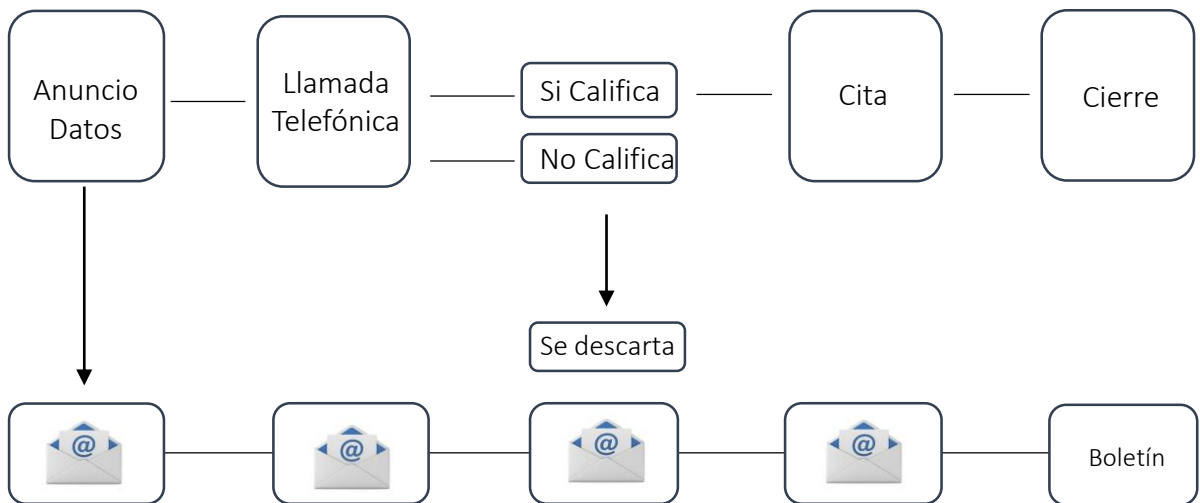 Anuncio
Datos
Llamada
Telefónica
Si Califica
No Califica
Cita
Cierre
Se descarta
@
@
@
@
Boletín